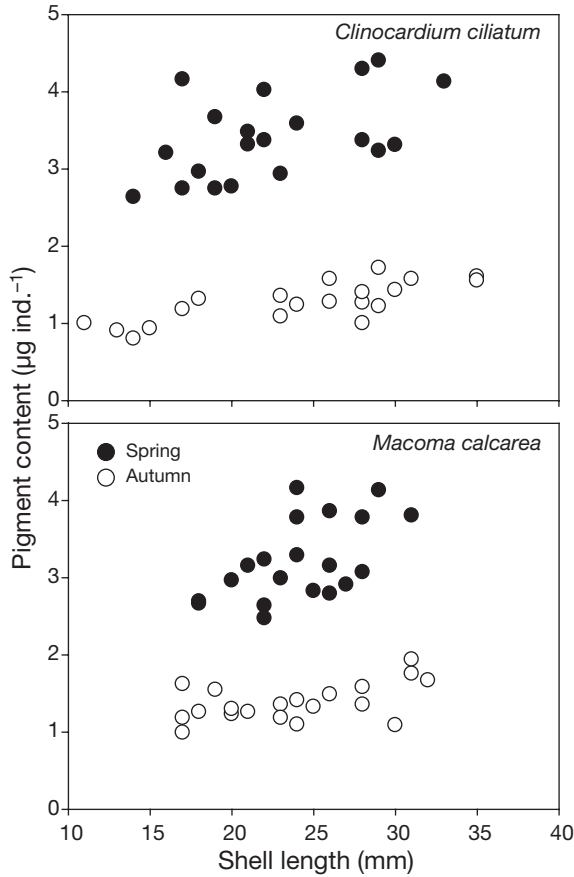 5
Clinocardium ciliatum
4
3
2
1
0
Pigment content (µg ind.⁻¹)
5
Macoma calcarea
Spring
Autumn
4
3
2
1
0
10 15 20 25 30 35 40
Shell length (mm)